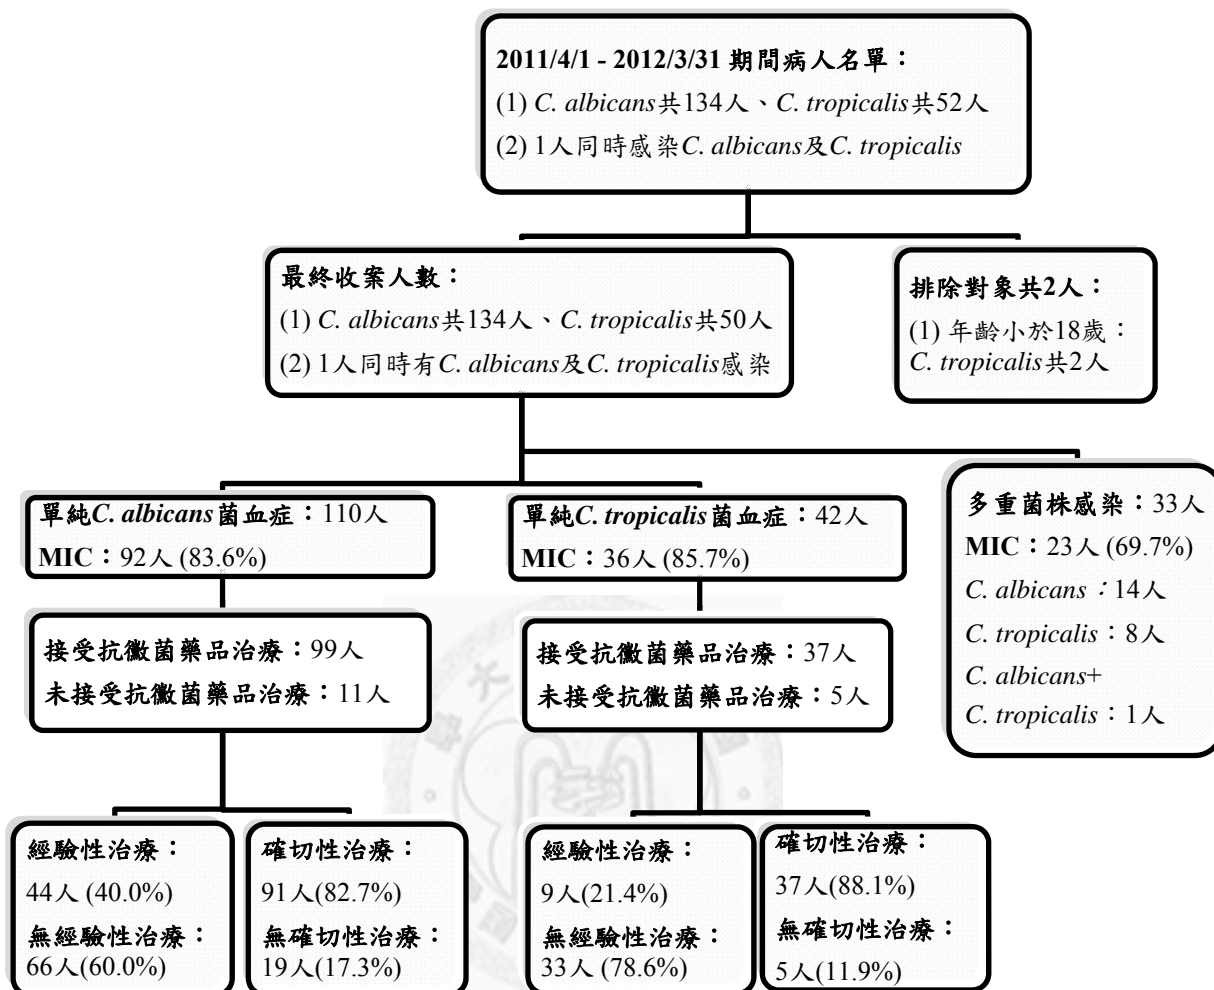 2011/4/1 - 2012/3/31 期間病人名單：
(1) C. albicans共134人、C. tropicalis共52人
(2) 1人同時感染C. albicans及C. tropicalis
最終收案人數：
(1) C. albicans共134人、C. tropicalis共50人
(2) 1人同時有C. albicans及C. tropicalis感染
排除對象共2人：
(1) 年齡小於18歲：
C. tropicalis共2人
單純C. albicans菌血症：110人
MIC：92人 (83.6%)
單純C. tropicalis菌血症：42人
MIC：36人 (85.7%)
多重菌株感染：33人
MIC：23人 (69.7%)
C. albicans：14人
C. tropicalis：8人
C. albicans+
C. tropicalis：1人
接受抗黴菌藥品治療：99人
未接受抗黴菌藥品治療：11人
接受抗黴菌藥品治療：37人
未接受抗黴菌藥品治療：5人
經驗性治療：
44人 (40.0%)
無經驗性治療：
66人(60.0%)
確切性治療：
91人(82.7%)
無確切性治療：
19人(17.3%)
經驗性治療：
9人(21.4%)
無經驗性治療：
33人 (78.6%)
確切性治療：
37人(88.1%)
無確切性治療：
5人(11.9%)